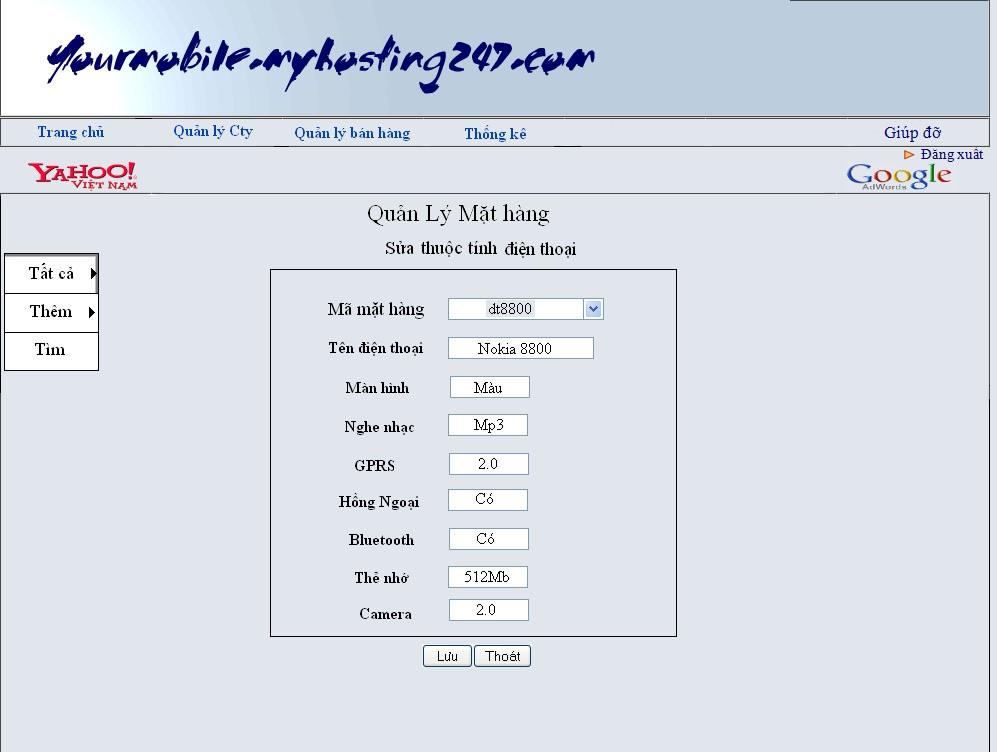 Yourmobile.myhosting247.com
Trang chủ Quản lý Cty Quản lý bán hàng Thống kê Giúp đỡ
Đăng xuất
YAHOO!
VIỆT NAM
Google
AdWords
Quản Lý Mặt hàng
Sửa thuộc tính điện thoại
Tất cả
Thêm
Tìm
Mã mặt hàng dt8800
Tên điện thoại Nokia 8800
Màn hình Màu
Nghe nhạc Mp3
GPRS 2.0
Hồng Ngoại Có
Bluetooth Có
Thẻ nhớ 512Mb
Camera 2.0
Lưu Thoát